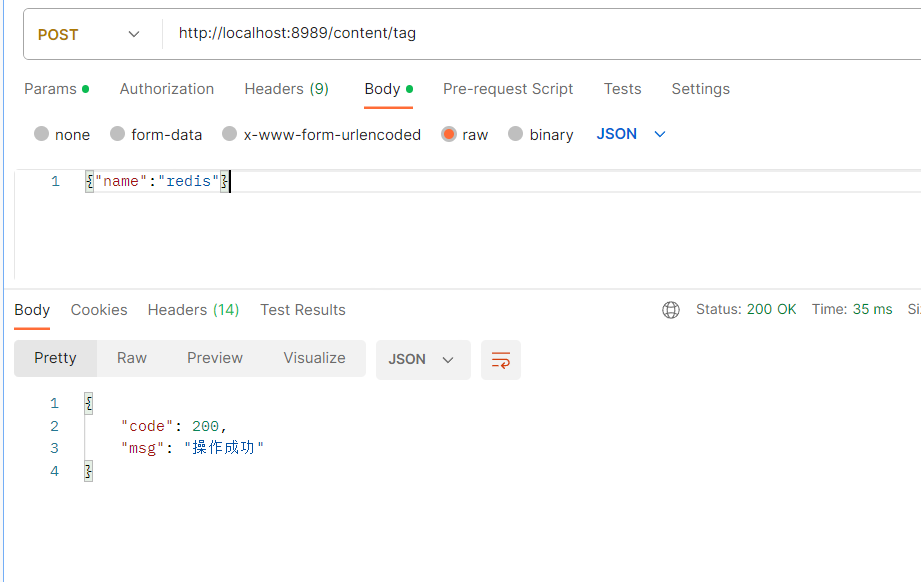 POST http://localhost:8989/content/tag
Params Authorization Headers (9) Body Pre-request Script Tests Settings
none form-data x-www-form-urlencoded raw binary JSON
1 {"name":"redis"}
Body Cookies Headers (14) Test Results Status: 200 OK Time: 35 ms
Pretty Raw Preview Visualize JSON
1 {
2 "code": 200,
3 "msg": "操作成功"
4 }